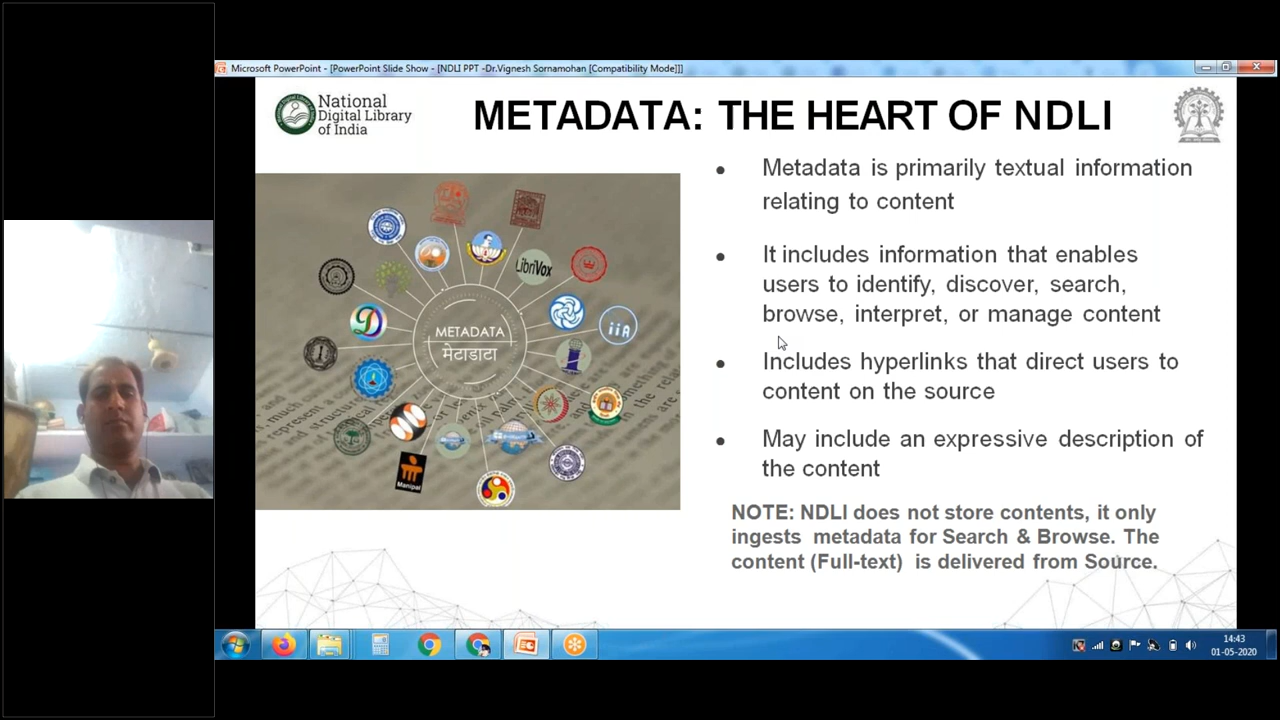 Microsoft PowerPoint - [PowerPoint Slide Show - [NDLI PPT -Dr.Vignesh Sornamohan [Compatibility Mode]]]
National
Digital Library
of India
METADATA: THE HEART OF NDLI
LibriVox
iiA
METADATA
मेटाडाटा
Manipal
• Metadata is primarily textual information
relating to content
• It includes information that enables
users to identify, discover, search,
browse, interpret, or manage content
• Includes hyperlinks that direct users to
content on the source
• May include an expressive description of
the content
NOTE: NDLI does not store contents, it only
ingests metadata for Search & Browse. The
content (Full-text) is delivered from Source.
14:43
01-05-2020